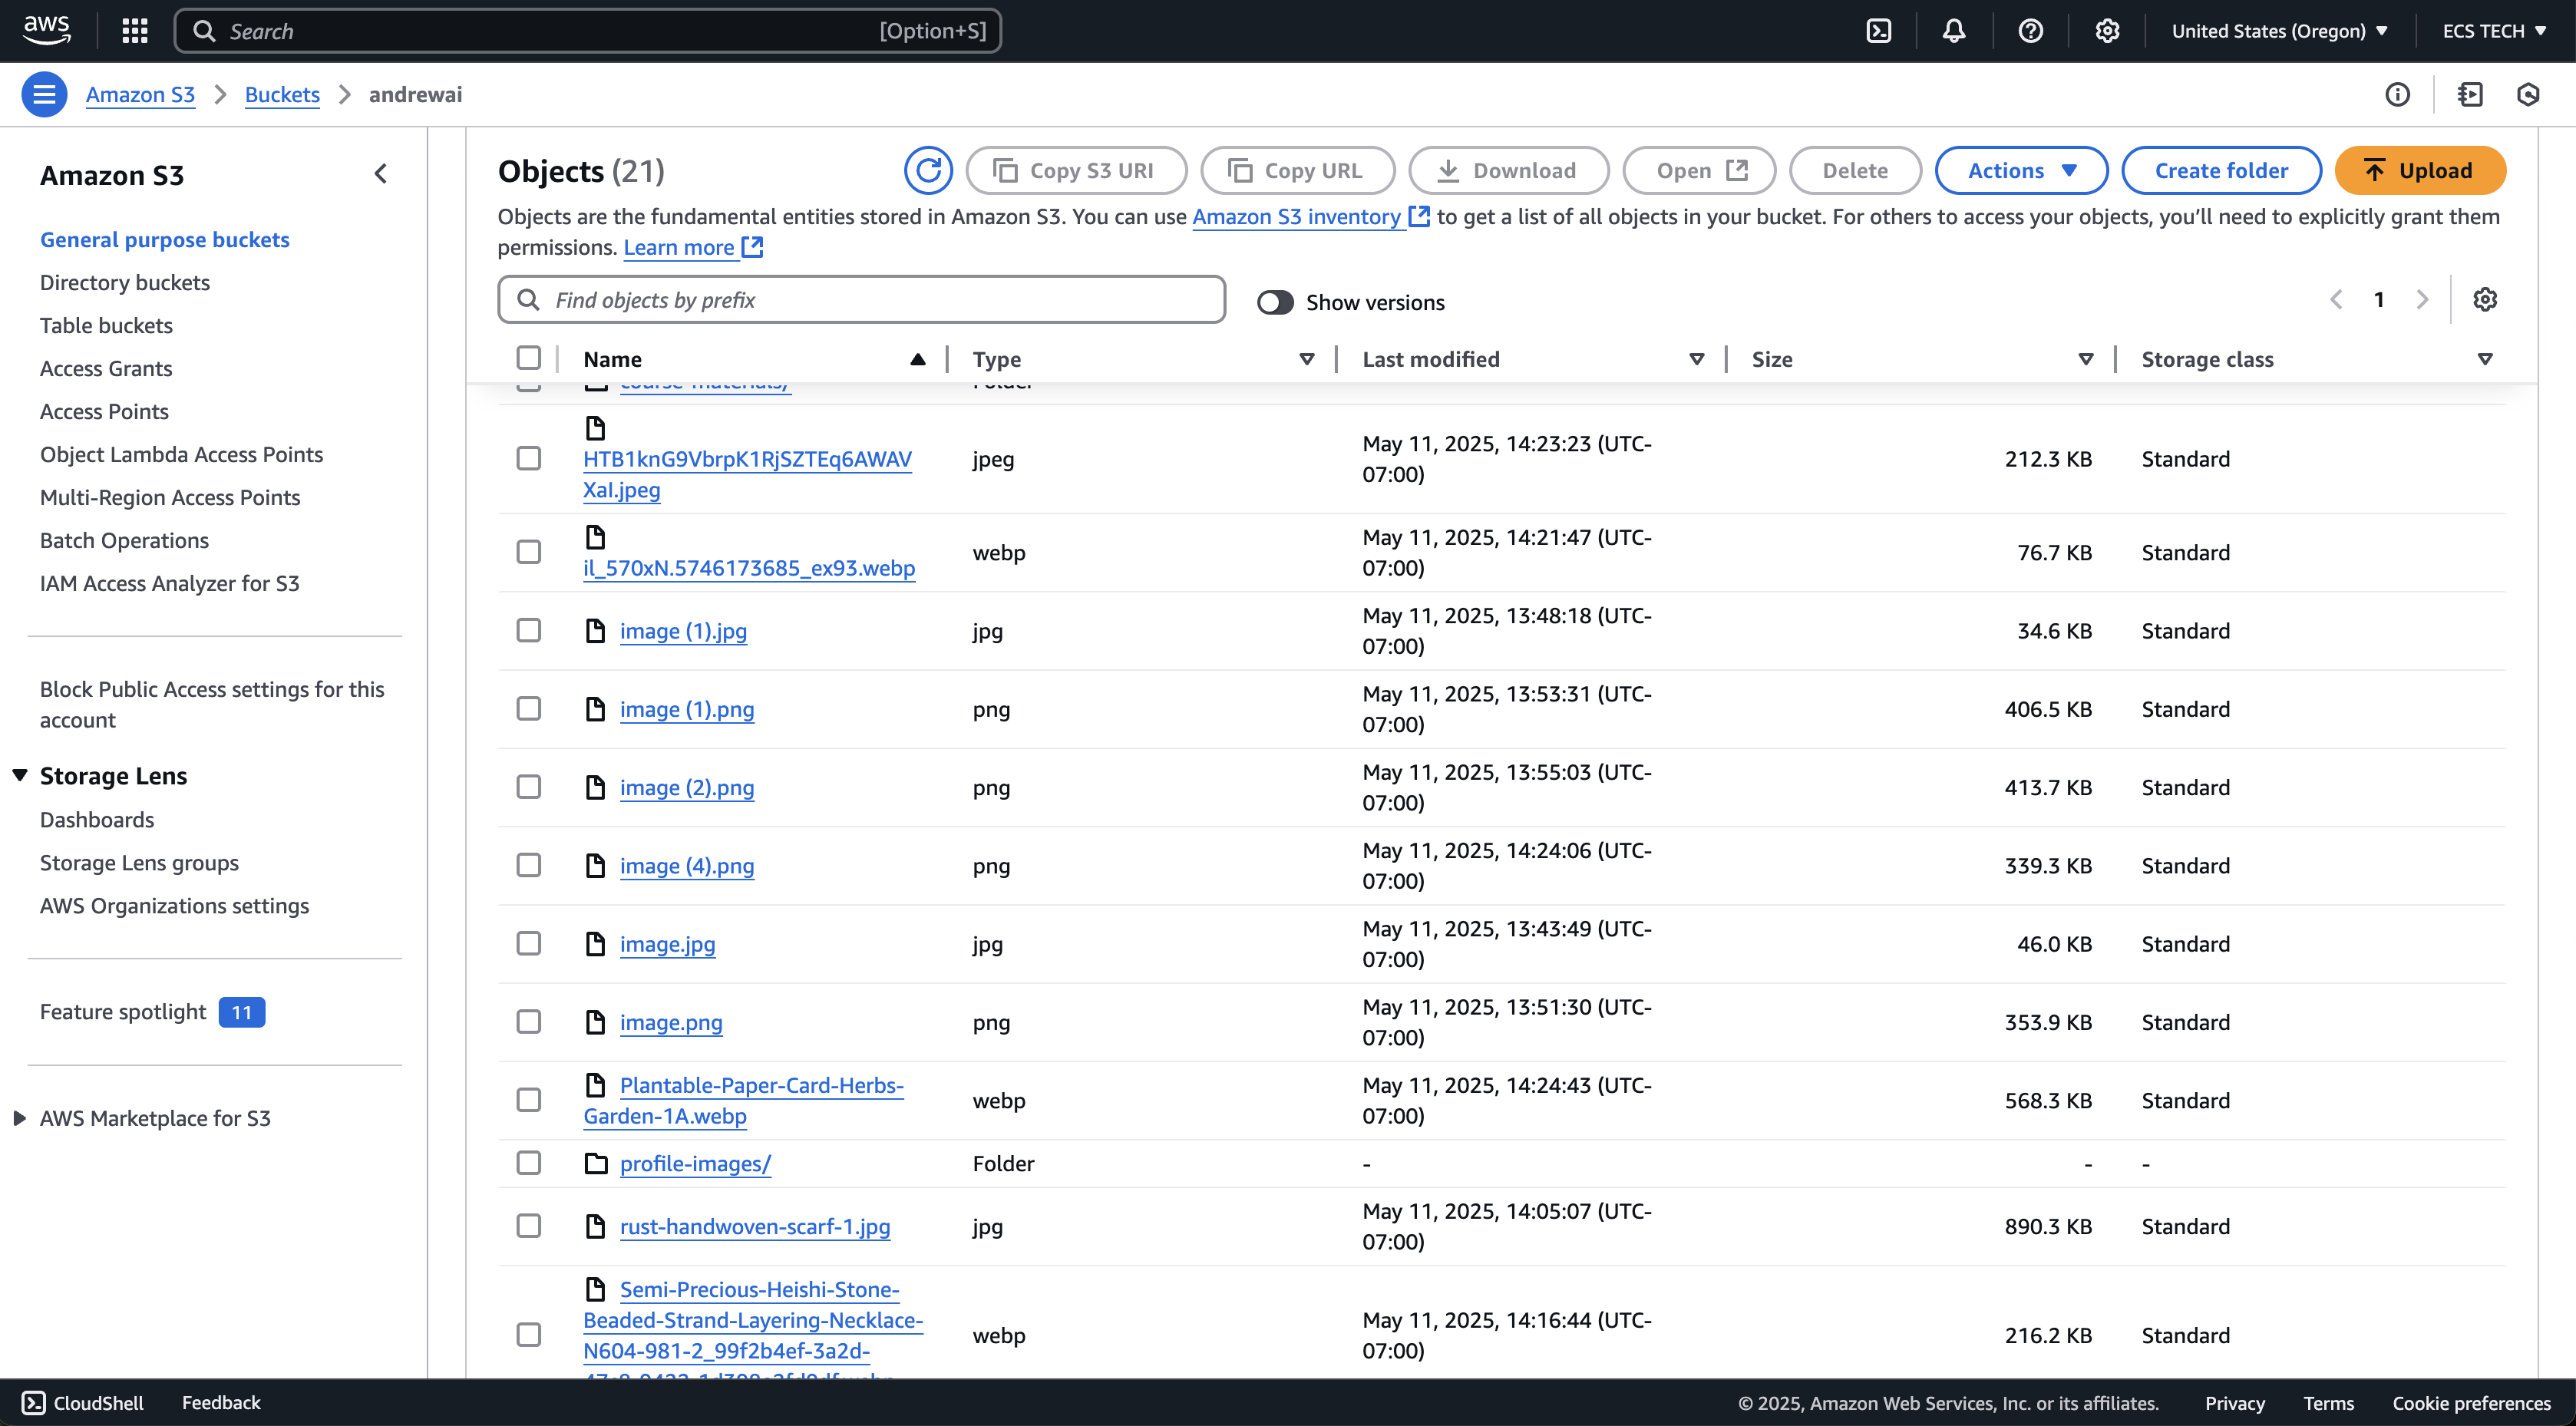 aws
Search [Option+S]
United States (Oregon)
ECS TECH
Amazon S3
Buckets
andrewai
Amazon S3
General purpose buckets
Directory buckets
Table buckets
Access Grants
Access Points
Object Lambda Access Points
Multi-Region Access Points
Batch Operations
IAM Access Analyzer for S3
Block Public Access settings for this
account
Storage Lens
Dashboards
Storage Lens groups
AWS Organizations settings
Feature spotlight 11
AWS Marketplace for S3
Objects (21)
Copy S3 URI
Copy URL
Download
Open
Delete
Actions
Create folder
Upload
Objects are the fundamental entities stored in Amazon S3. You can use Amazon S3 inventory to get a list of all objects in your bucket. For others to access your objects, you'll need to explicitly grant them
permissions. Learn more
Find objects by prefix
Show versions
1
Name Type Last modified Size Storage class
course-materials/ Folder
HTB1knG9VbrpK1RjSZTEq6AWAV
XaI.jpeg
jpeg
May 11, 2025, 14:23:23 (UTC-
07:00)
212.3 KB
Standard
il_570xN.5746173685_ex93.webp
webp
May 11, 2025, 14:21:47 (UTC-
07:00)
76.7 KB
Standard
image (1).jpg
jpg
May 11, 2025, 13:48:18 (UTC-
07:00)
34.6 KB
Standard
image (1).png
png
May 11, 2025, 13:53:31 (UTC-
07:00)
406.5 KB
Standard
image (2).png
png
May 11, 2025, 13:55:03 (UTC-
07:00)
413.7 KB
Standard
image (4).png
png
May 11, 2025, 14:24:06 (UTC-
07:00)
339.3 KB
Standard
image.jpg
jpg
May 11, 2025, 13:43:49 (UTC-
07:00)
46.0 KB
Standard
image.png
png
May 11, 2025, 13:51:30 (UTC-
07:00)
353.9 KB
Standard
Plantable-Paper-Card-Herbs-
Garden-1A.webp
webp
May 11, 2025, 14:24:43 (UTC-
07:00)
568.3 KB
Standard
profile-images/
Folder
-
-
-
rust-handwoven-scarf-1.jpg
jpg
May 11, 2025, 14:05:07 (UTC-
07:00)
890.3 KB
Standard
Semi-Precious-Heishi-Stone-
Beaded-Strand-Layering-Necklace-
N604-981-2_99f2b4ef-3a2d-
webp
May 11, 2025, 14:16:44 (UTC-
07:00)
216.2 KB
Standard
CloudShell
Feedback
© 2025, Amazon Web Services, Inc. or its affiliates.
Privacy
Terms
Cookie preferences